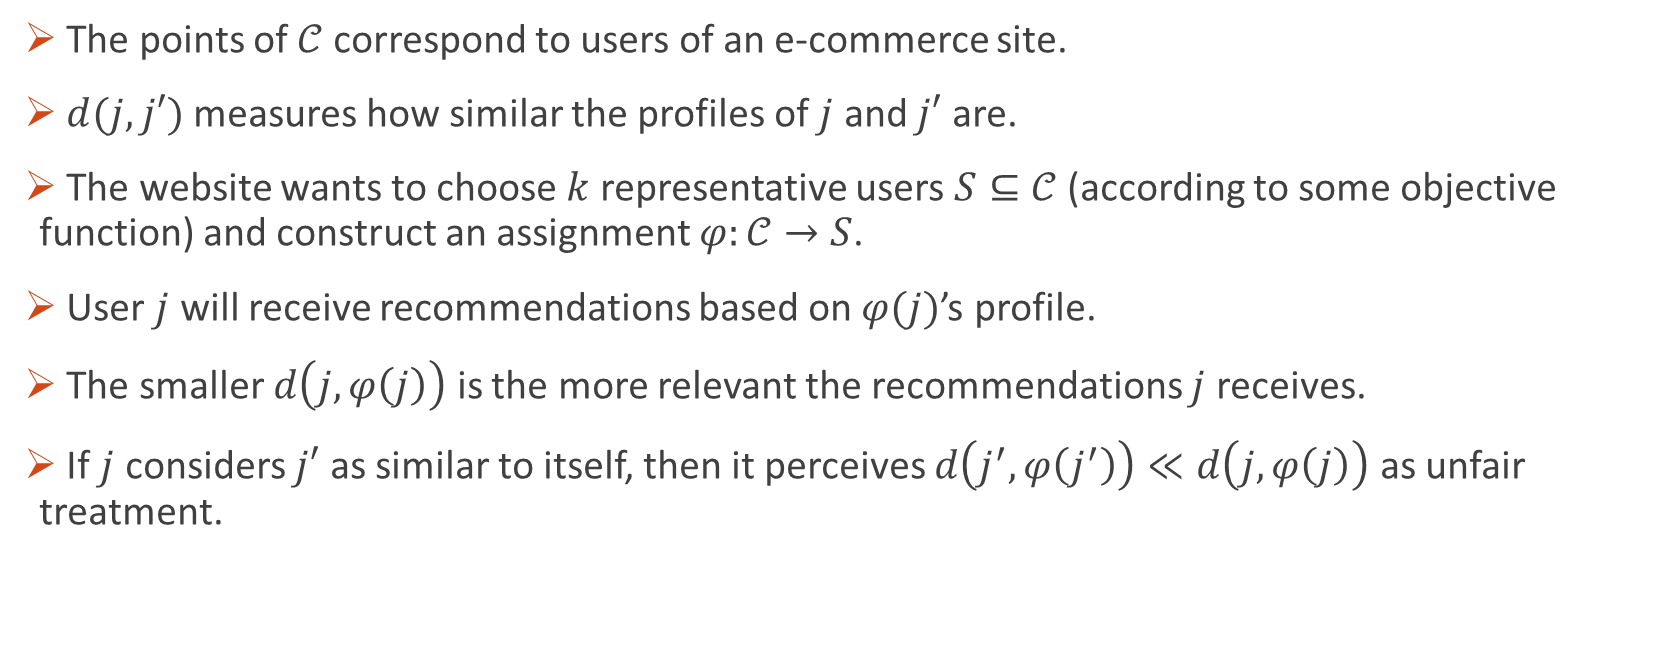 ➢ The points of 𝒞 correspond to users of an e-commerce site.
➢ d(j, j′) measures how similar the profiles of j and j′ are.
➢ The website wants to choose k representative users S ⊆ 𝒞 (according to some objective
function) and construct an assignment φ: 𝒞 → S.
➢ User j will receive recommendations based on φ(j)’s profile.
➢ The smaller d(j, φ(j)) is the more relevant the recommendations j receives.
➢ If j considers j′ as similar to itself, then it perceives d(j′, φ(j′)) ≪ d(j, φ(j)) as unfair
treatment.